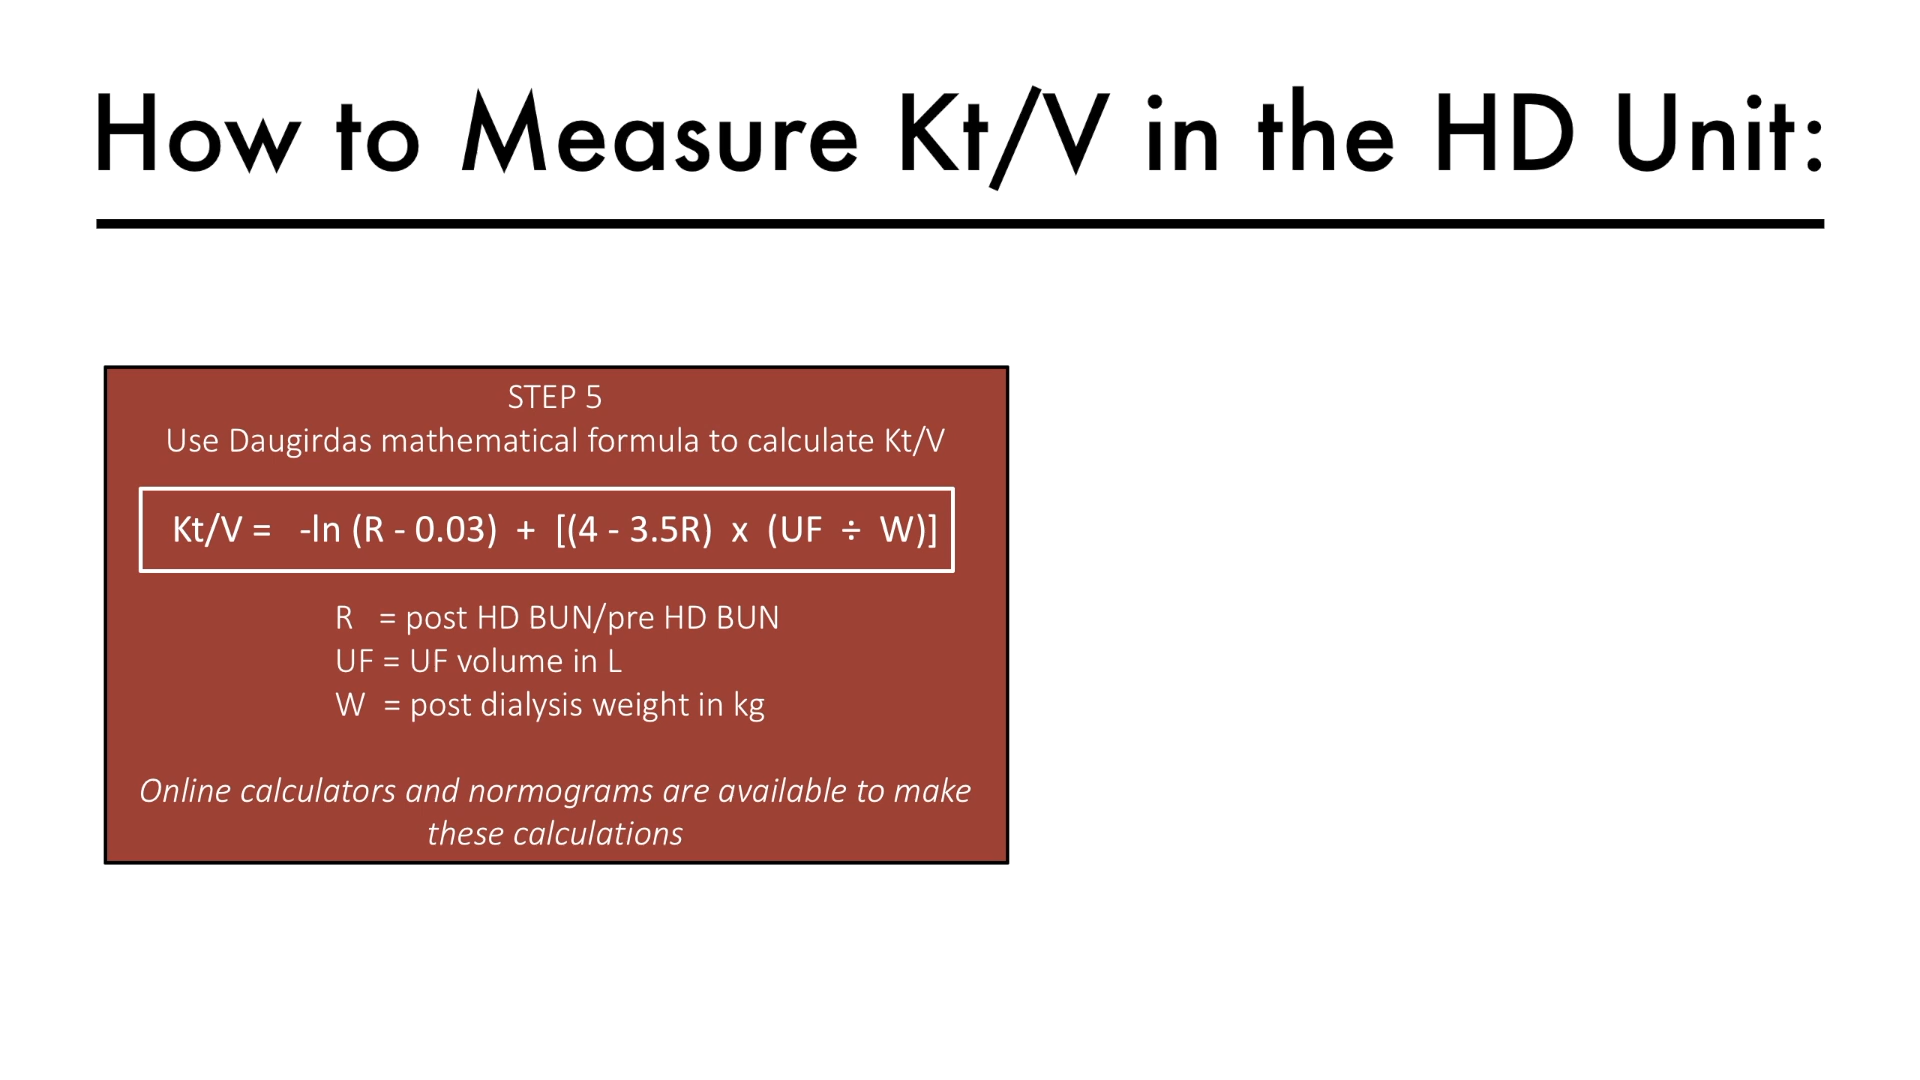 How to Measure Kt/V in the HD Unit:
STEP 5
Use Daugirdas mathematical formula to calculate Kt/V
Kt/V = -ln (R - 0.03) + [(4 - 3.5R) x (UF ÷ W)]
R = post HD BUN/pre HD BUN
UF = UF volume in L
W = post dialysis weight in kg
Online calculators and normograms are available to make
these calculations